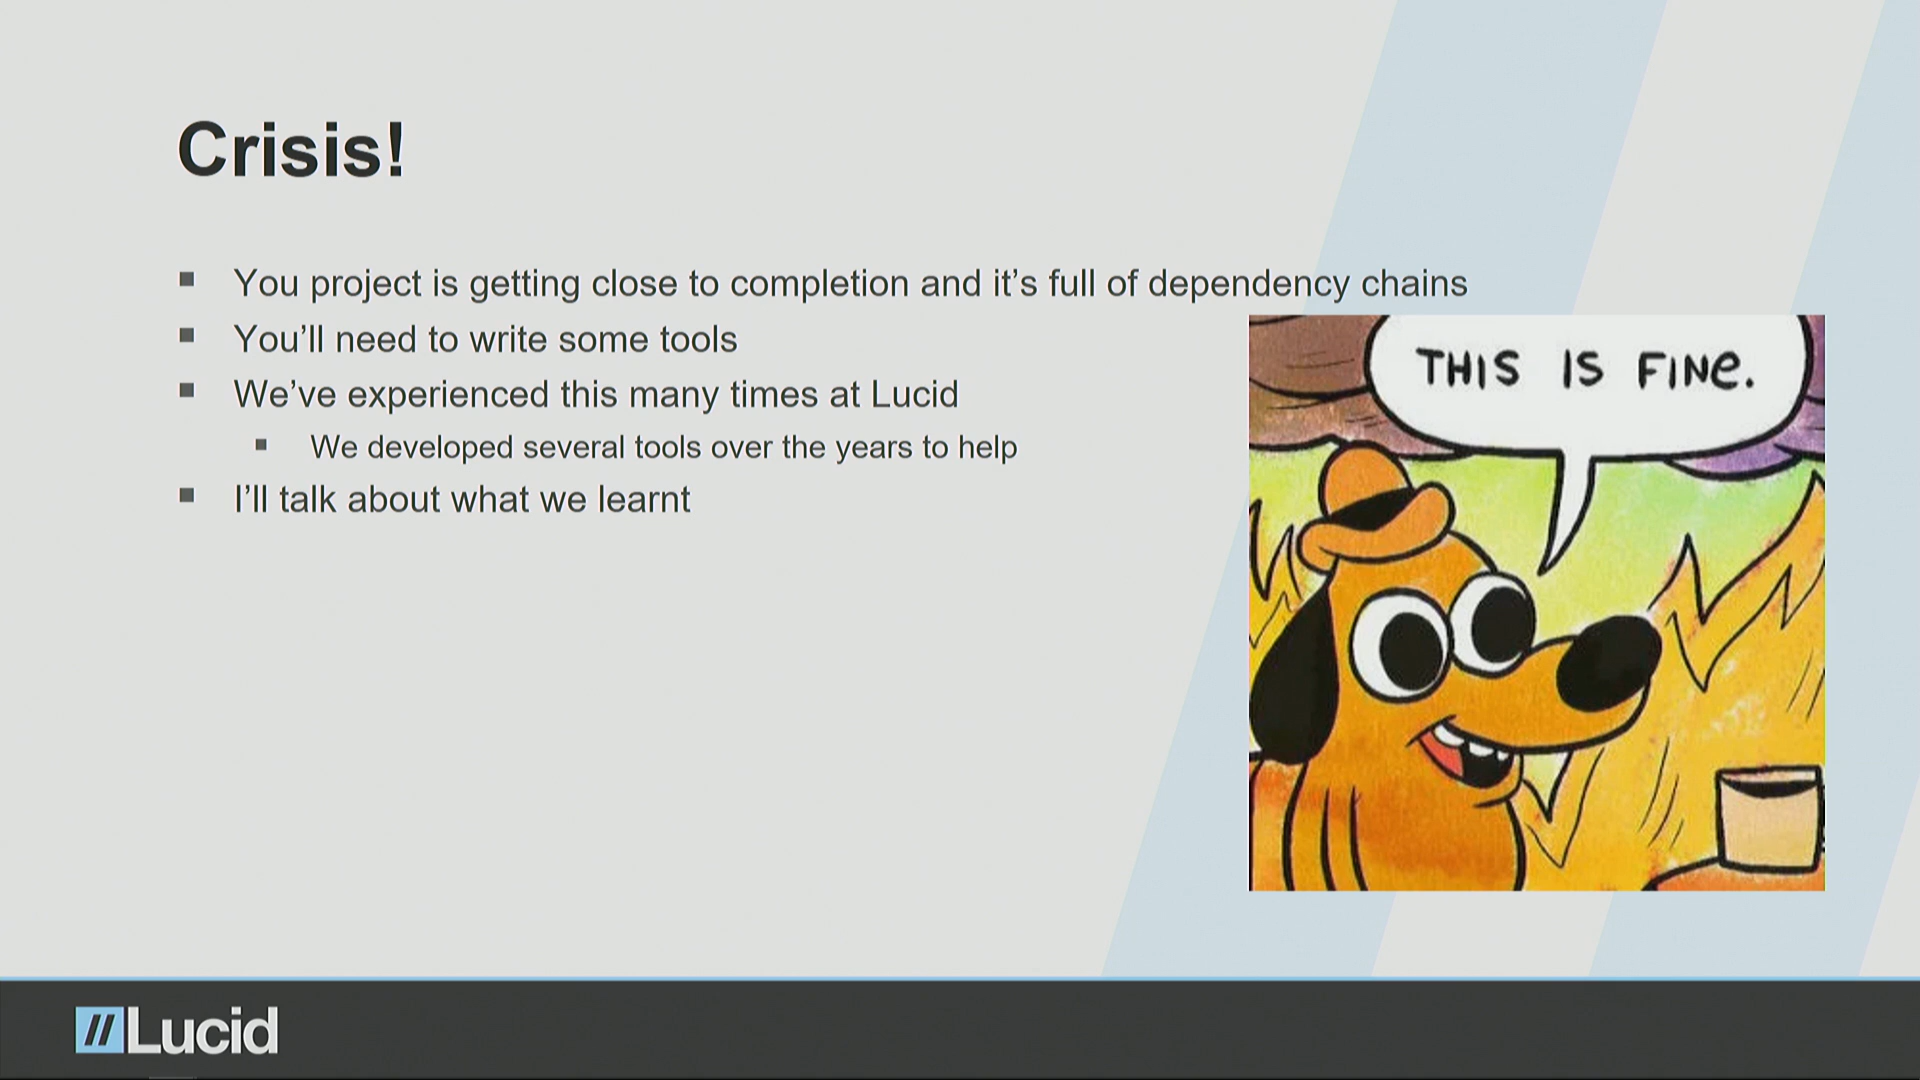 Crisis!
You project is getting close to completion and it's full of dependency chains
You'll need to write some tools
We've experienced this many times at Lucid
We developed several tools over the years to help
I'll talk about what we learnt
THIS IS FINE.
//Lucid